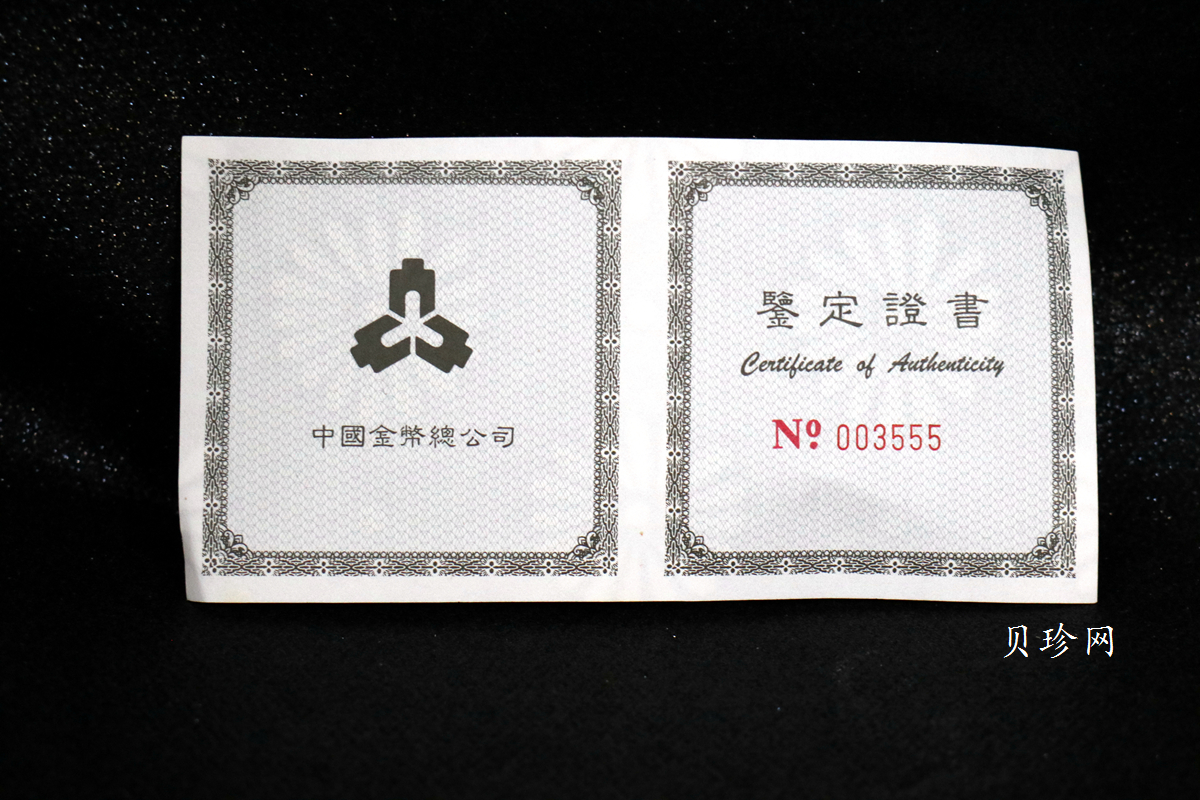 中國金幣總公司
鑒定證書
Certificate of Authenticity
Nº 003555
贝珍网